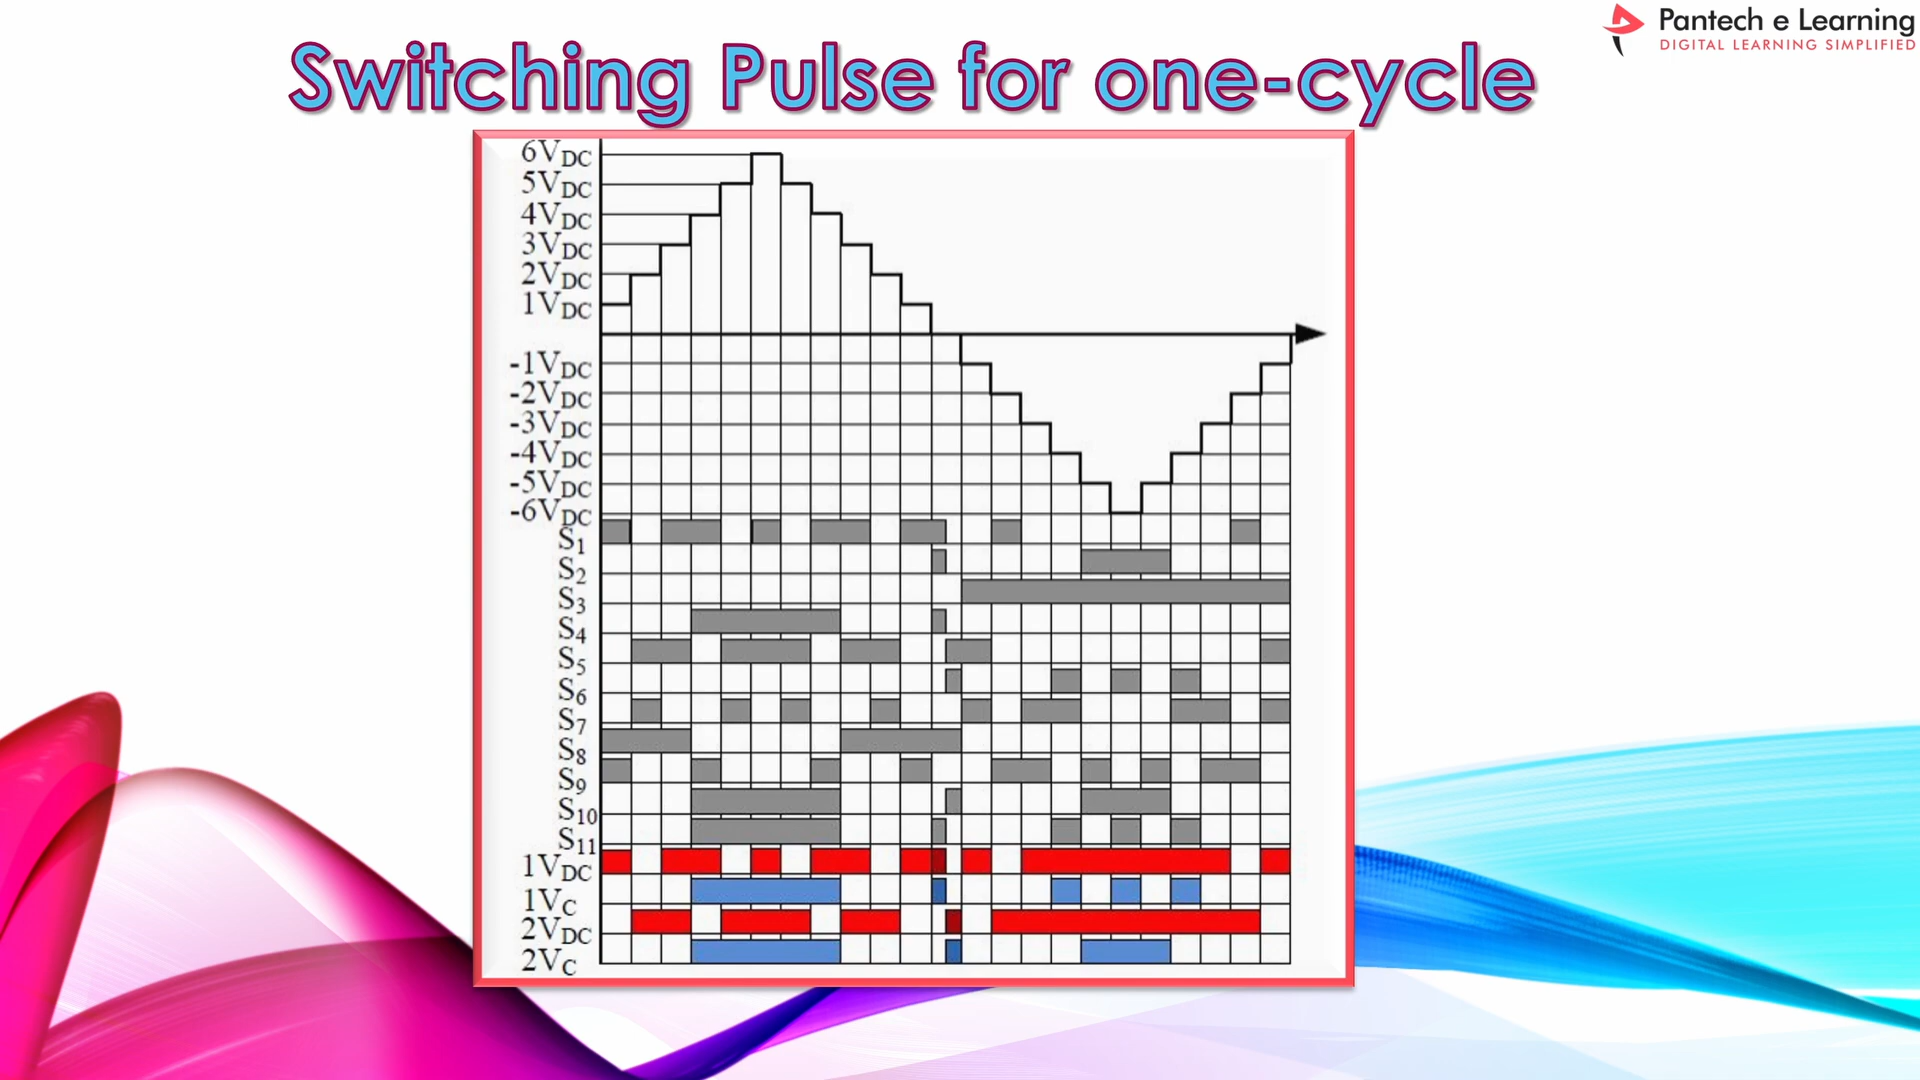 Pantech e Learning
DIGITAL LEARNING SIMPLIFIED
Switching Pulse for one-cycle
6VDC
5VDC
4VDC
3VDC
2VDC
1VDC
-1VDC
-2VDC
-3VDC
-4VDC
-5VDC
-6VDC
S1
S2
S3
S4
S5
S6
S7
S8
S9
S10
S11
1VDC
1VC
2VDC
2VC